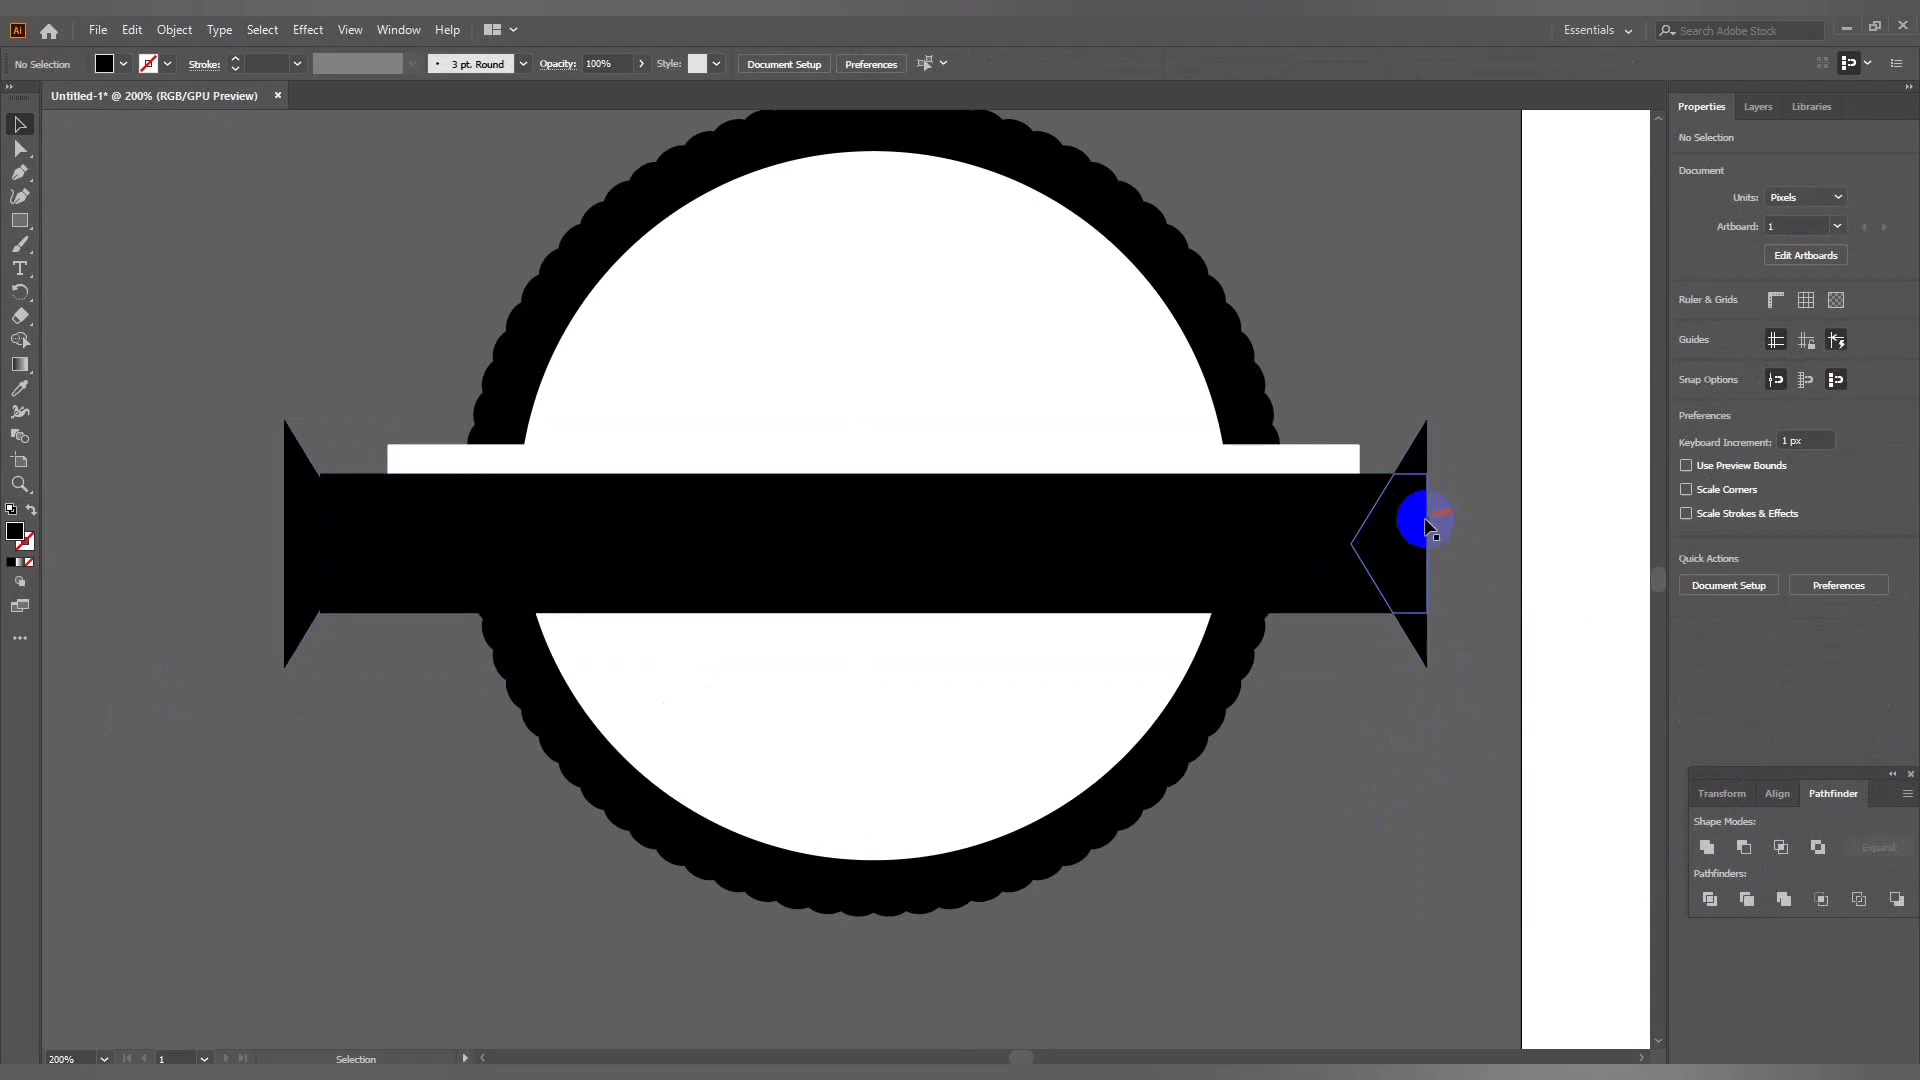 Ai File Edit Object Type Select Effect View Window Help Essentials Search Adobe Stock
No Selection Stroke: 3 pt. Round Opacity: 100% Style: Document Setup Preferences
Untitled-1* @ 200% (RGB/GPU Preview)
Properties Layers Libraries
No Selection
Document
Units: Pixels
Artboard: 1
Edit Artboards
Ruler & Grids
Guides
Snap Options
Preferences
Keyboard Increment: 1 px
Use Preview Bounds
Scale Corners
Scale Strokes & Effects
Quick Actions
Document Setup Preferences
Transform Align Pathfinder
Shape Modes:
Expand
Pathfinders:
200% 1 Selection